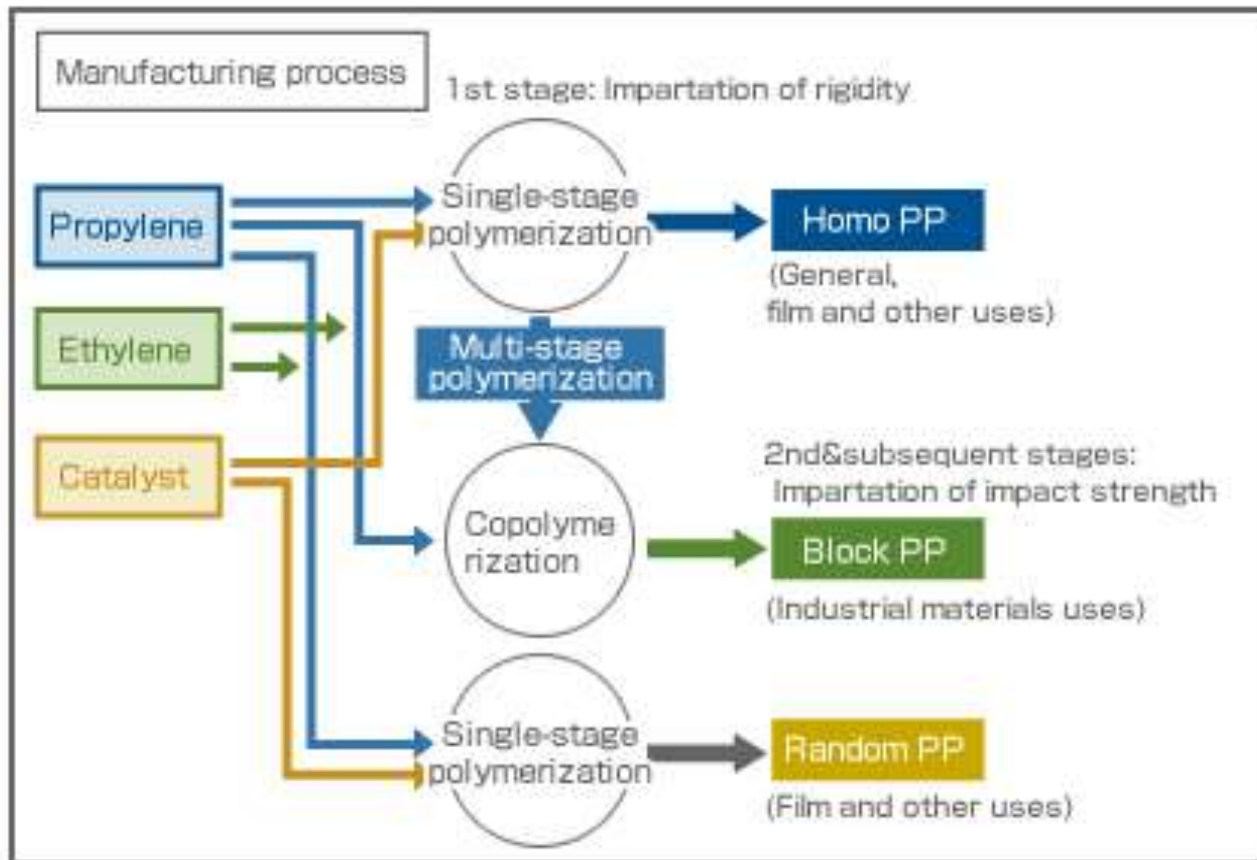 Manufacturing process
1st stage: Impartation of rigidity
Propylene
Ethylene
Catalyst
Single-stage
polymerization
Homo PP
(General,
film and other uses)
Multi-stage
polymerization
Copolyme
rization
2nd&subsequent stages:
Impartation of impact strength
Block PP
(Industrial materials uses)
Single-stage
polymerization
Random PP
(Film and other uses)